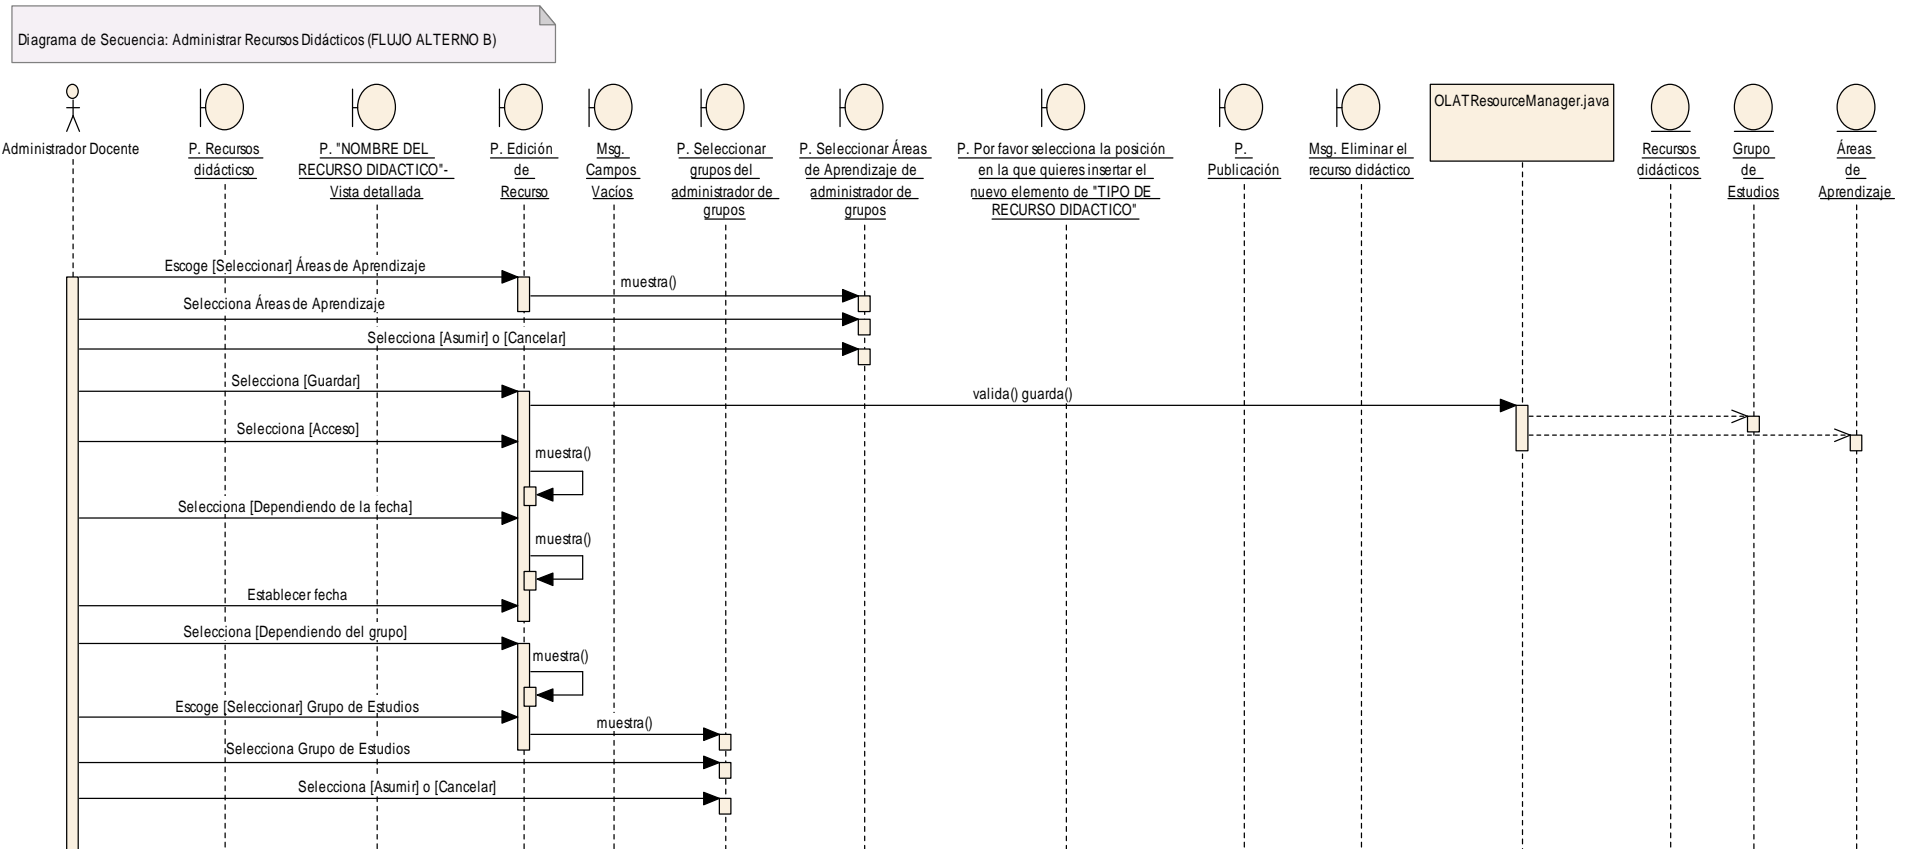 Diagrama de Secuencia: Administrar Recursos Didácticos (FLUJO ALTERNO B)
Administrador Docente
P. Recursos
didácticso
P. "NOMBRE DEL
RECURSO DIDACTICO"-
Vista detallada
P. Edición
de
Recurso
Msg.
Campos
Vacíos
P. Seleccionar
grupos del
administrador de
grupos
P. Seleccionar Áreas
de Aprendizaje de
administrador de
grupos
P. Por favor selecciona la posición
en la que quieres insertar el
nuevo elemento de "TIPO DE
RECURSO DIDACTICO"
P.
Publicación
Msg. Eliminar el
recurso didáctico
OLATResourceManager.java
Recursos
didácticos
Grupo
de
Estudios
Áreas
de
Aprendizaje
Escoge [Seleccionar] Áreas de Aprendizaje
muestra()
Selecciona Áreas de Aprendizaje
Selecciona [Asumir] o [Cancelar]
Selecciona [Guardar]
valida() guarda()
Selecciona [Acceso]
muestra()
Selecciona [Dependiendo de la fecha]
muestra()
Establecer fecha
Selecciona [Dependiendo del grupo]
muestra()
Escoge [Seleccionar] Grupo de Estudios
muestra()
Selecciona Grupo de Estudios
Selecciona [Asumir] o [Cancelar]